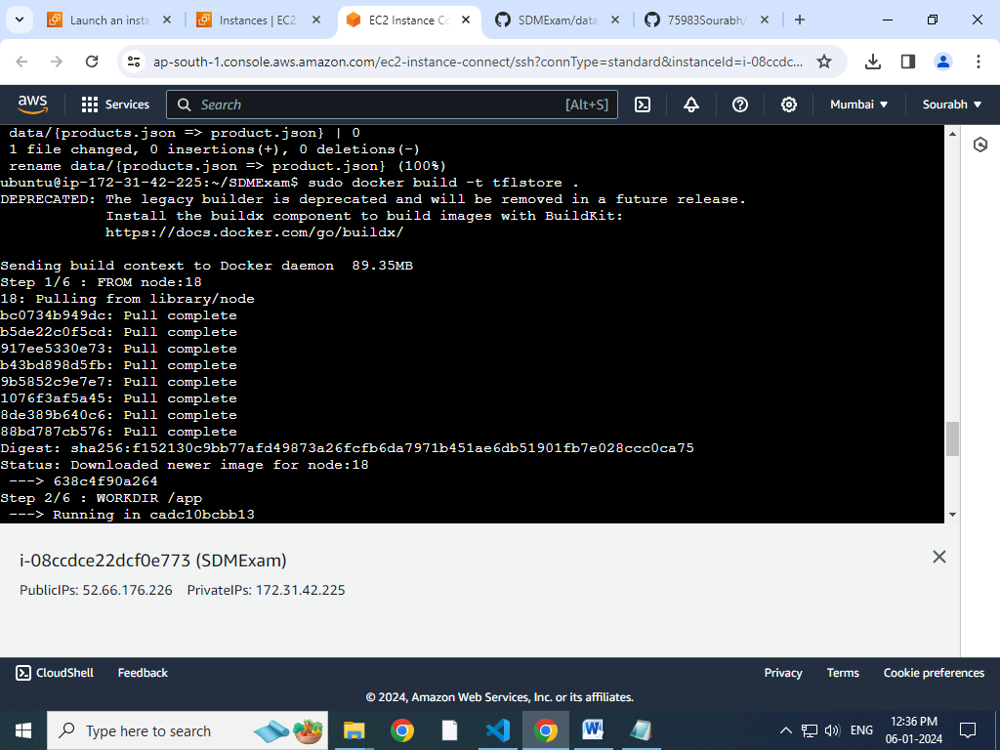 Launch an insta
Instances | EC2
EC2 Instance Co
SDMExam/data
75983Sourabh/
ap-south-1.console.aws.amazon.com/ec2-instance-connect/ssh?connType=standard&instanceId=i-08ccdc...
aws
Services
Search
[Alt+S]
Mumbai
Sourabh
data/{products.json => product.json} | 0
1 file changed, 0 insertions(+), 0 deletions(-)
rename data/{products.json => product.json} (100%)
ubuntu@ip-172-31-42-225:~/SDMExam$ sudo docker build -t tflstore .
DEPRECATED: The legacy builder is deprecated and will be removed in a future release.
Install the buildx component to build images with BuildKit:
https://docs.docker.com/go/buildx/
Sending build context to Docker daemon  89.35MB
Step 1/6 : FROM node:18
18: Pulling from library/node
bc0734b949dc: Pull complete
b5de22c0f5cd: Pull complete
917ee5330e73: Pull complete
b43bd898d5fb: Pull complete
9b5852c9e7e7: Pull complete
1076f3af5a45: Pull complete
8de389b640c6: Pull complete
88bd787cb576: Pull complete
Digest: sha256:f152130c9bb77afd49873a26fcfb6da7971b451ae6db51901fb7e028ccc0ca75
Status: Downloaded newer image for node:18
---> 638c4f90a264
Step 2/6 : WORKDIR /app
---> Running in cadc10bcbb13
i-08ccdce22dcf0e773 (SDMExam)
PublicIPs: 52.66.176.226 PrivateIPs: 172.31.42.225
CloudShell
Feedback
Privacy
Terms
Cookie preferences
© 2024, Amazon Web Services, Inc. or its affiliates.
Type here to search
ENG
12:36 PM
06-01-2024